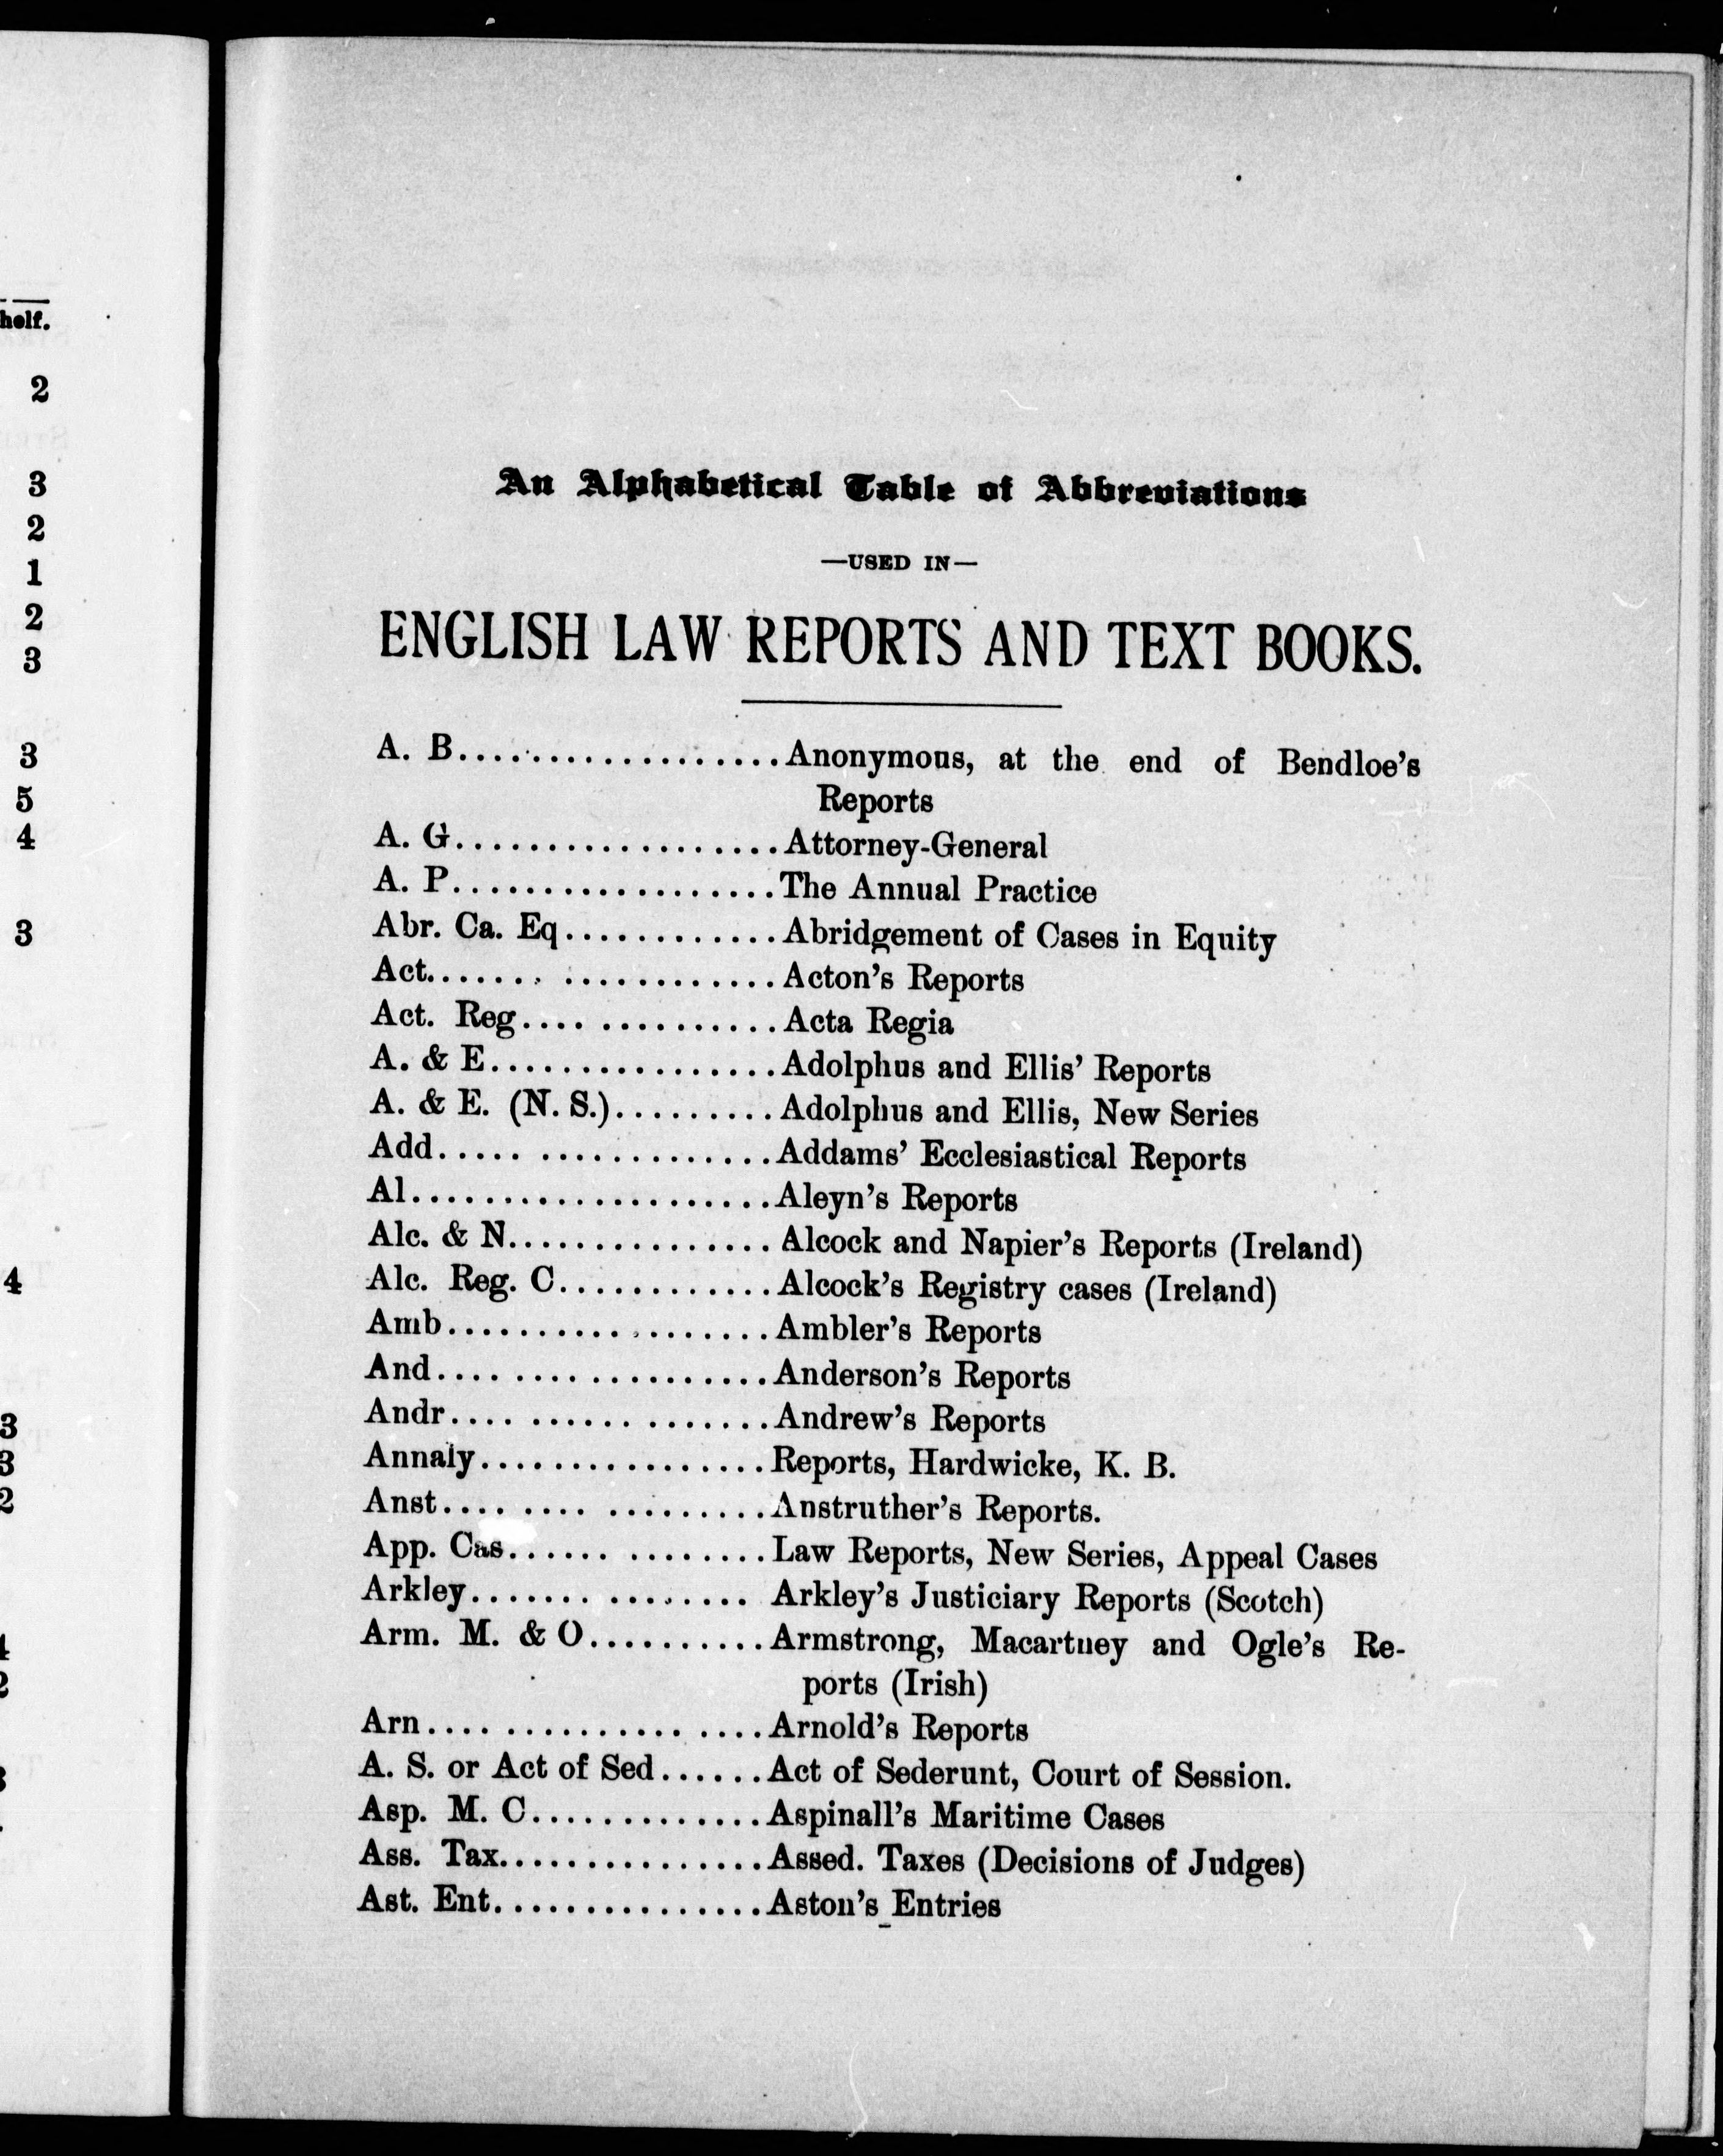 helf.
2
3
2
1
2
3
3
5
4
3
4
3
3
2
2
An Alphabetical Table of Abbreviations
—USED IN—
ENGLISH LAW REPORTS AND TEXT BOOKS.
A. B.................. Anonymous, at the end of Bendloe's
Reports
A. G.................. Attorney-General
A. P.................. The Annual Practice
Abr. Ca. Eq............ Abridgement of Cases in Equity
Act.................. Acton's Reports
Act. Reg.............. Acta Regia
A. & E................ Adolphus and Ellis' Reports
A. & E. (N. S.)......... Adolphus and Ellis, New Series
Add.................. Addams' Ecclesiastical Reports
Al.................... Aleyn's Reports
Alc. & N............... Alcock and Napier's Reports (Ireland)
Alc. Reg. C............ Alcock's Registry cases (Ireland)
Amb.................. Ambler's Reports
And.................. Anderson's Reports
Andr................. Andrew's Reports
Annaly................ Reports, Hardwicke, K. B.
Anst................. Anstruther's Reports.
App. Cas.............. Law Reports, New Series, Appeal Cases
Arkley............... Arkley's Justiciary Reports (Scotch)
Arm. M. & O.......... Armstrong, Macartney and Ogle's Re-
ports (Irish)
Arn.................. Arnold's Reports
A. S. or Act of Sed...... Act of Sederunt, Court of Session.
Asp. M. C............. Aspinall's Maritime Cases
Ass. Tax............... Assed. Taxes (Decisions of Judges)
Ast. Ent............... Aston's Entries